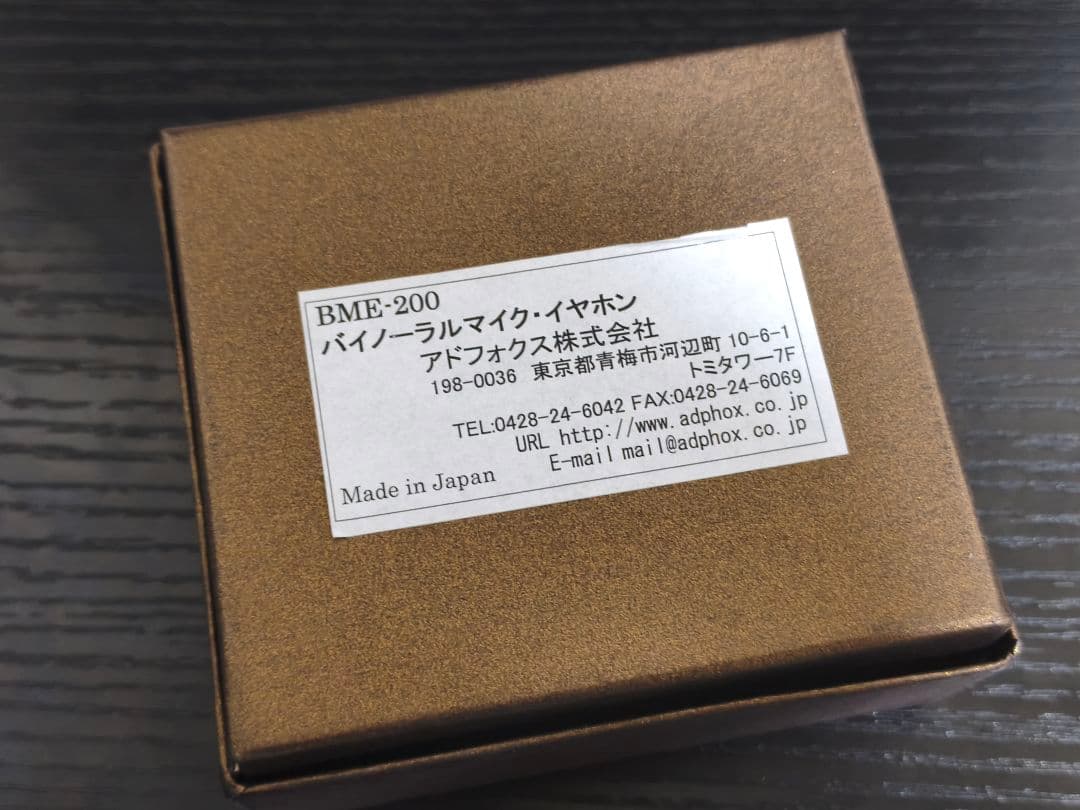 BME-200
バイノーラルマイク・イヤホン
アドフォクス株式会社
198-0036 東京都青梅市河辺町 10-6-1
トミタワー7F
TEL:0428-24-6042 FAX:0428-24-6069
URL http://www.adphox.co.jp
E-mail mail@adphox.co.jp
Made in Japan